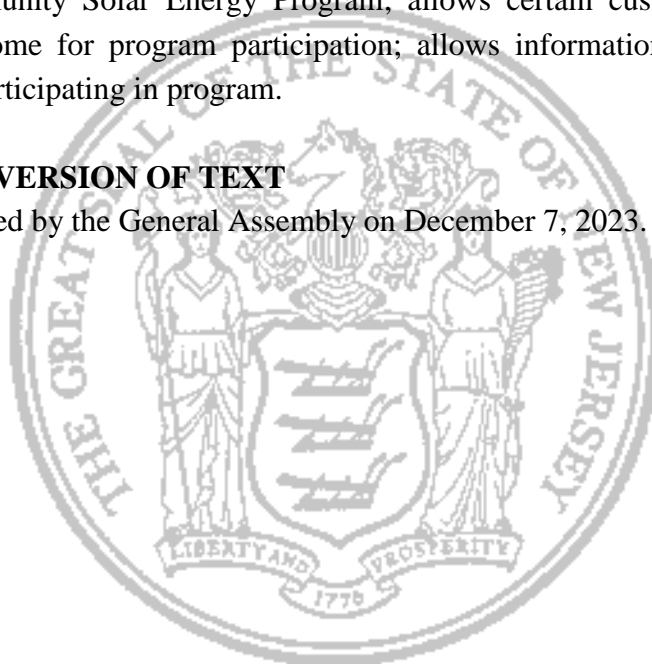 unity Solar Energy Program; allows certain cus
ome for program participation; allows information
rticipating in program.
VERSION OF TEXT
ed by the General Assembly on December 7, 2023.
THE GREAT SEAL OF THE STATE OF NEW JERSEY
LIBERTY AND PROSPERITY
1776